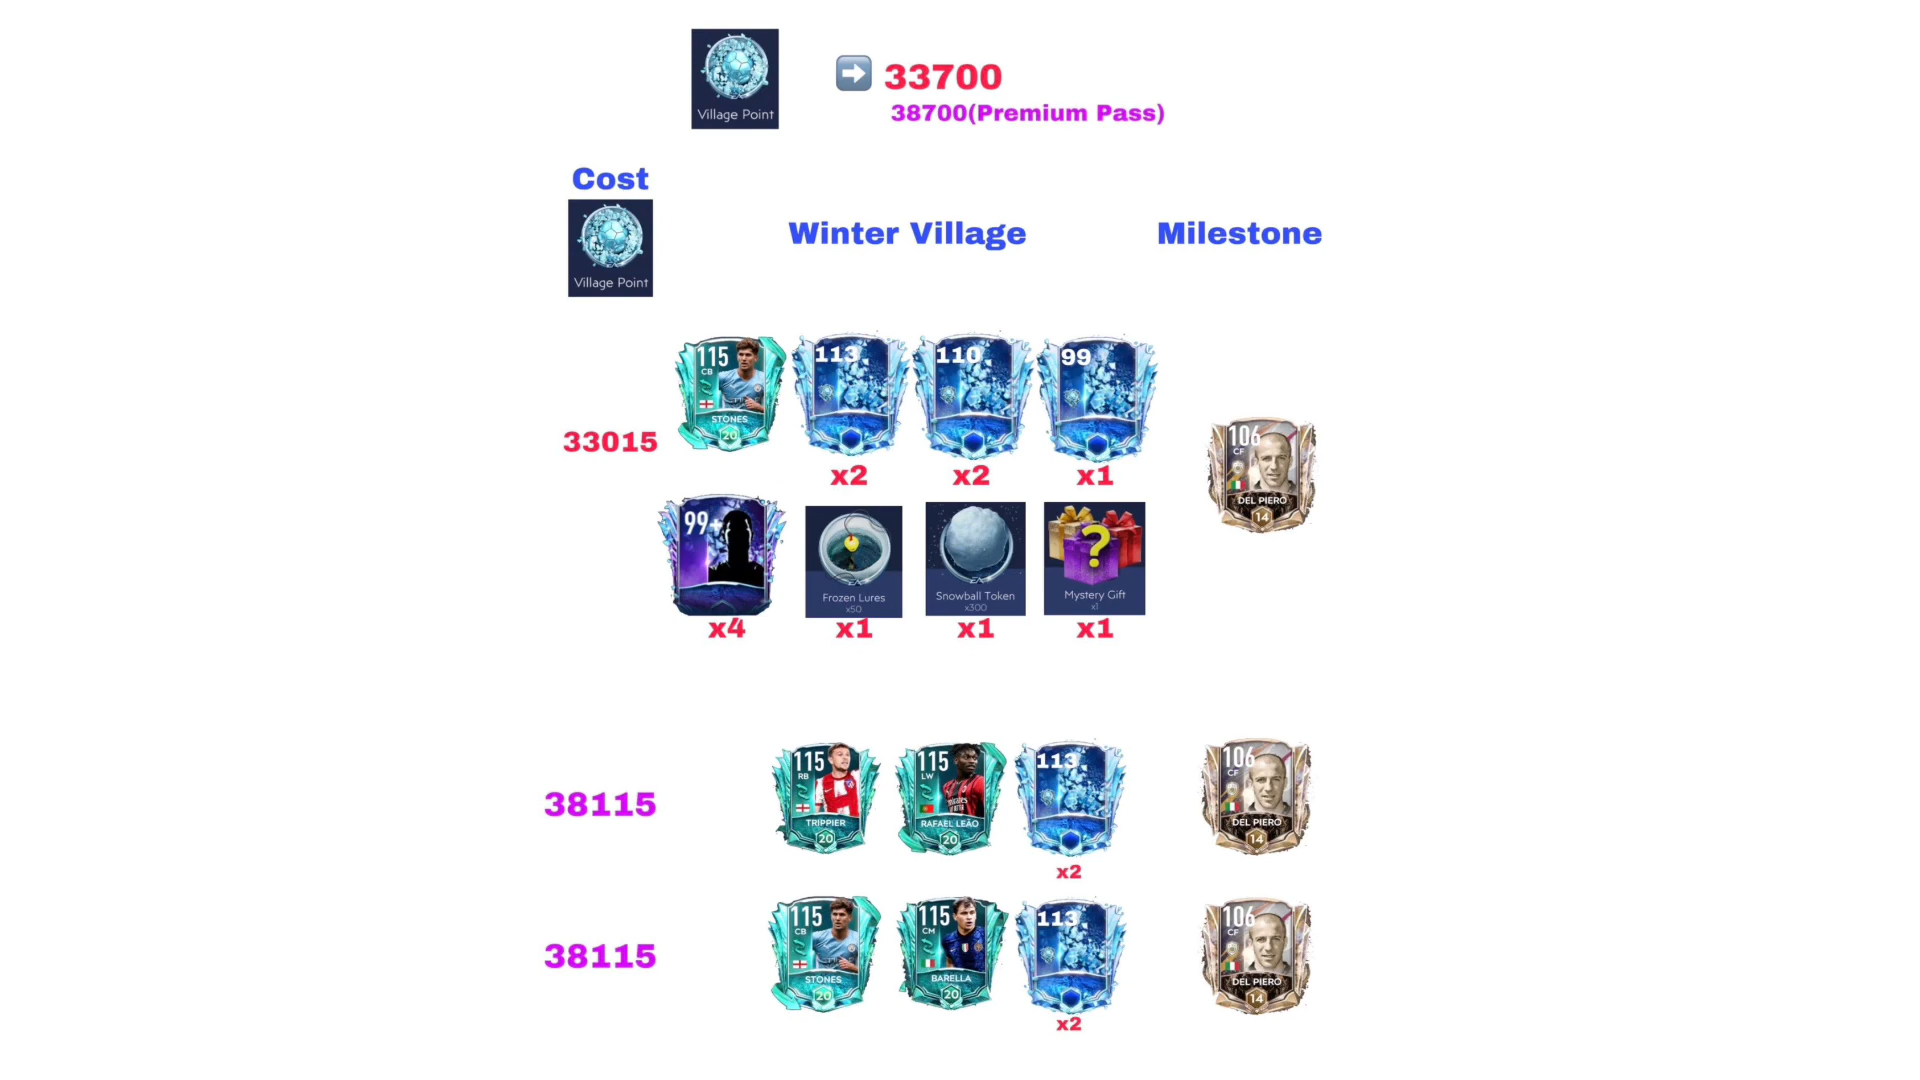 33700
Village Point
38700(Premium Pass)
Cost
Village Point
Winter Village
Milestone
33015
115
CB
STONES
20
113
x2
110
x2
99
x1
106
CF
DEL PIERO
14
99+
x4
Frozen Lures
x50
x1
Snowball Token
x300
x1
Mystery Gift
x1
x1
38115
115
RB
TRIPPIER
20
115
LW
RAFAEL LEÃO
20
113
x2
106
CF
DEL PIERO
14
38115
115
CB
STONES
20
115
CM
BARELLA
20
113
x2
106
CF
DEL PIERO
14